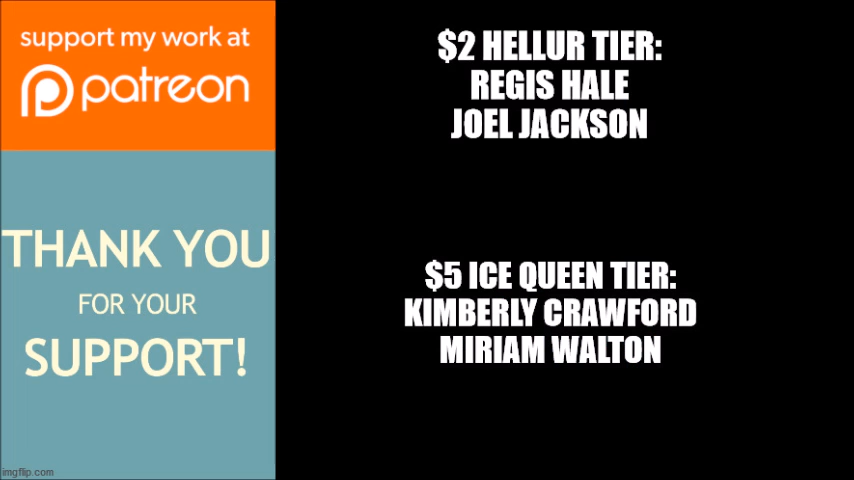 support my work at
patreon
THANK YOU
FOR YOUR
SUPPORT!
$2 HELLUR TIER:
REGIS HALE
JOEL JACKSON
$5 ICE QUEEN TIER:
KIMBERLY CRAWFORD
MIRIAM WALTON
imgflip.com